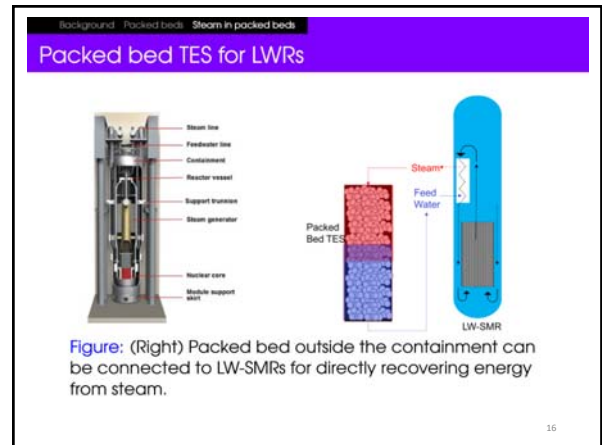 Background Packed beds Steam in packed beds
Packed bed TES for LWRs
Steam line
Feedwater line
Containment
Reactor vessel
Support trunnion
Steam generator
Nuclear core
Module support
skirt
Steam
Feed
Water
Packed
Bed TES
LW-SMR
Figure: (Right) Packed bed outside the containment can
be connected to LW-SMRs for directly recovering energy
from steam.
16